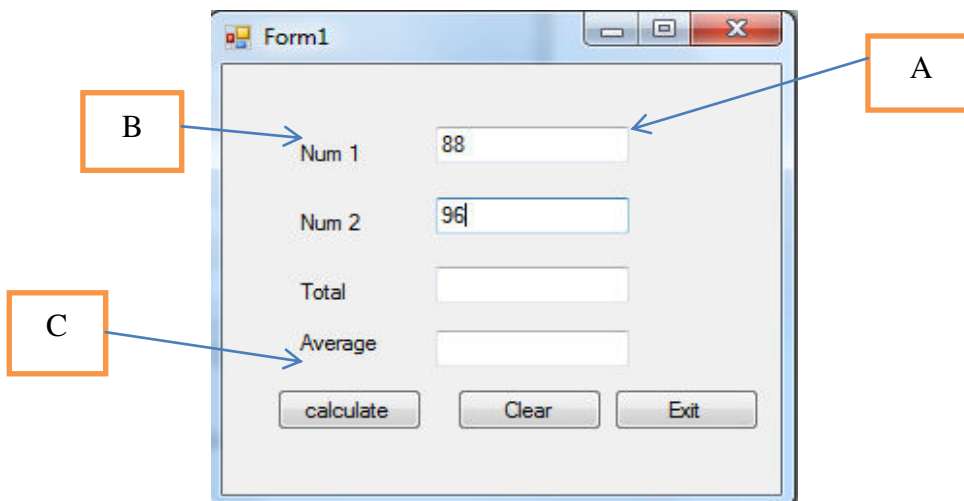 Form1
A
B
Num 1
88
Num 2
96
Total
C
Average
calculate
Clear
Exit